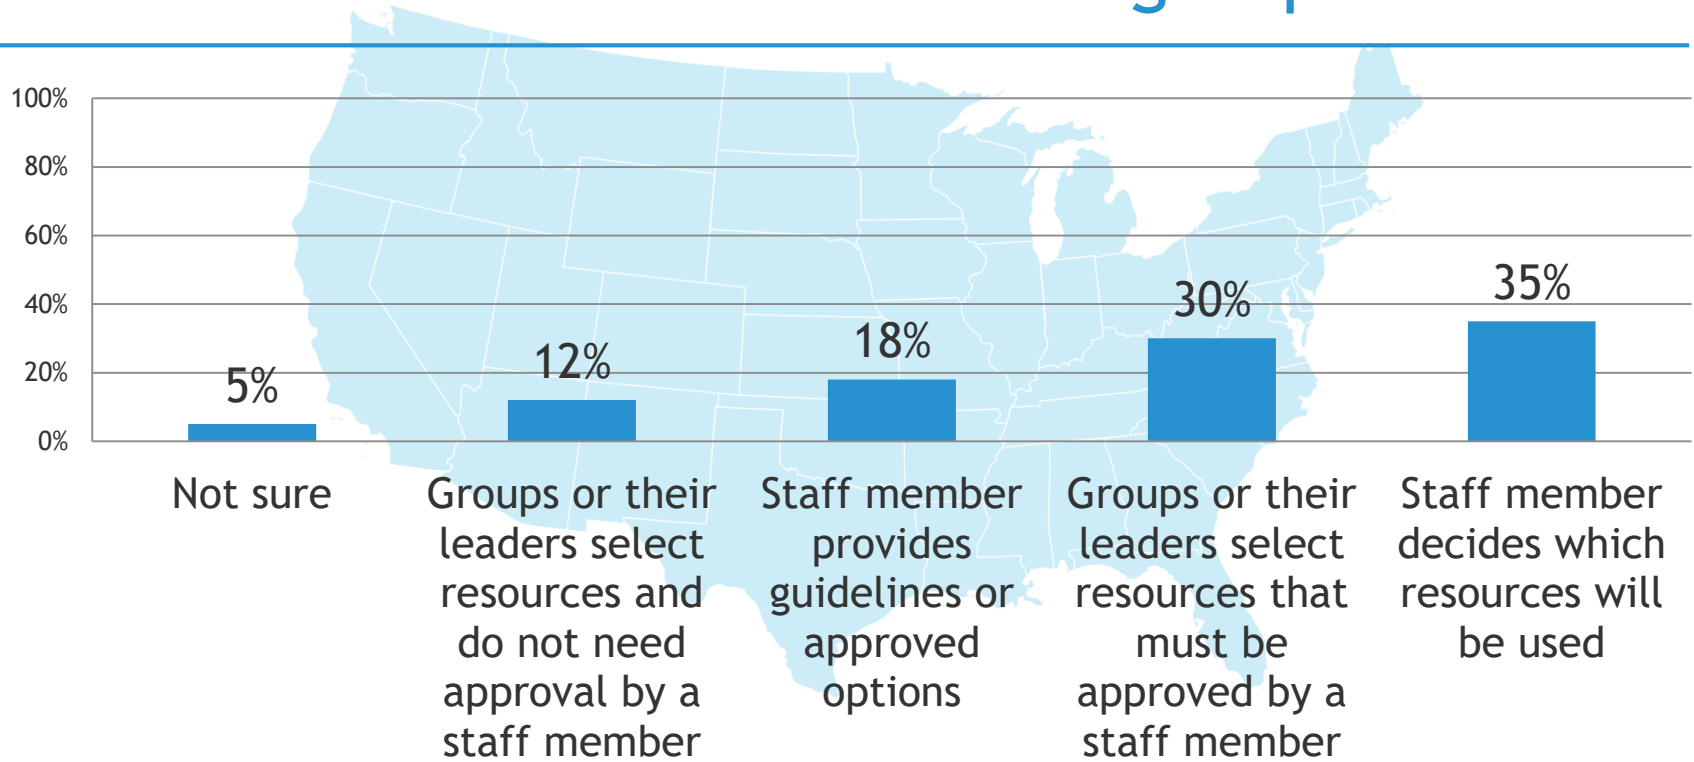 100%
80%
60%
40%
20%
0%
5%
12%
18%
30%
35%
Not sure
Groups or their
leaders select
resources and
do not need
approval by a
staff member
Staff member
provides
guidelines or
approved
options
Groups or their
leaders select
resources that
must be
approved by a
staff member
Staff member
decides which
resources will
be used